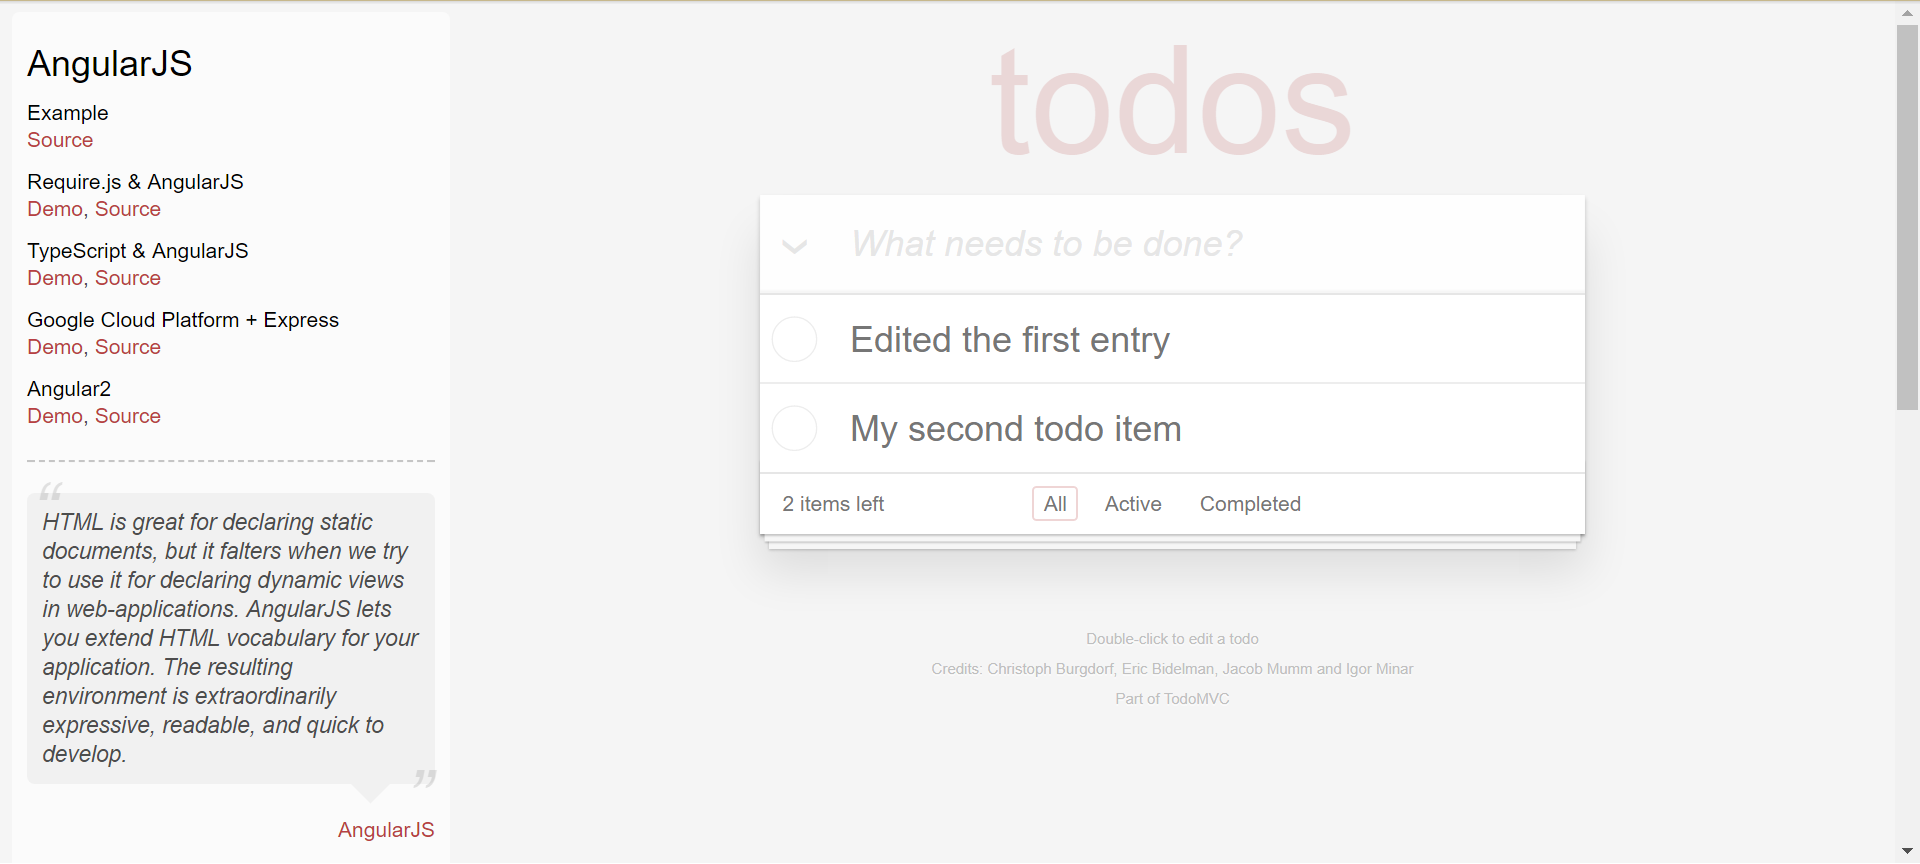 AngularJS
Example
Source
Require.js & AngularJS
Demo, Source
TypeScript & AngularJS
Demo, Source
Google Cloud Platform + Express
Demo, Source
Angular2
Demo, Source
“
HTML is great for declaring static
documents, but it falters when we try
to use it for declaring dynamic views
in web-applications. AngularJS lets
you extend HTML vocabulary for your
application. The resulting
environment is extraordinarily
expressive, readable, and quick to
develop.
”
AngularJS
todos
What needs to be done?
Edited the first entry
My second todo item
2 items left All Active Completed
Double-click to edit a todo
Credits: Christoph Burgdorf, Eric Bidelman, Jacob Mumm and Igor Minar
Part of TodoMVC